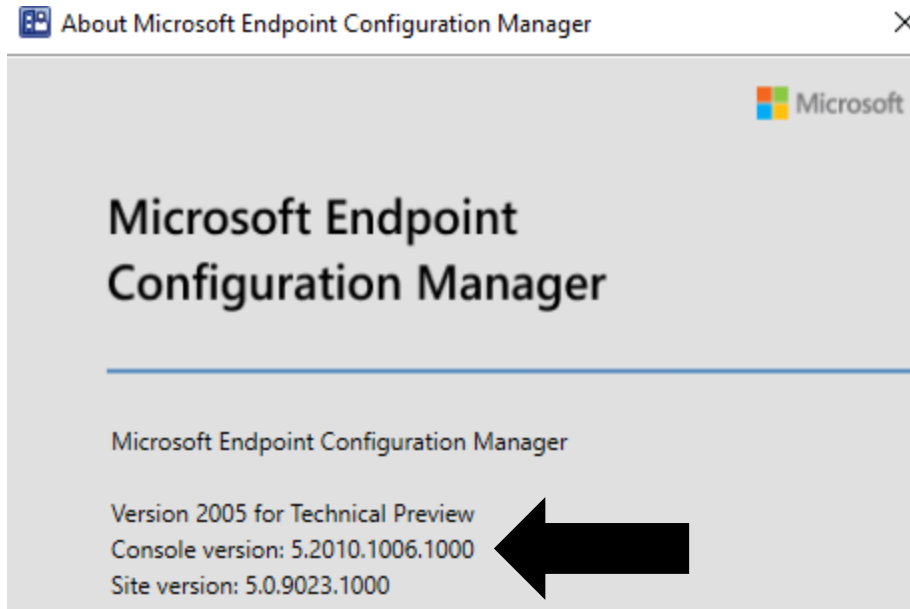 About Microsoft Endpoint Configuration Manager
Microsoft
Microsoft Endpoint
Configuration Manager
Microsoft Endpoint Configuration Manager
Version 2005 for Technical Preview
Console version: 5.2010.1006.1000
Site version: 5.0.9023.1000